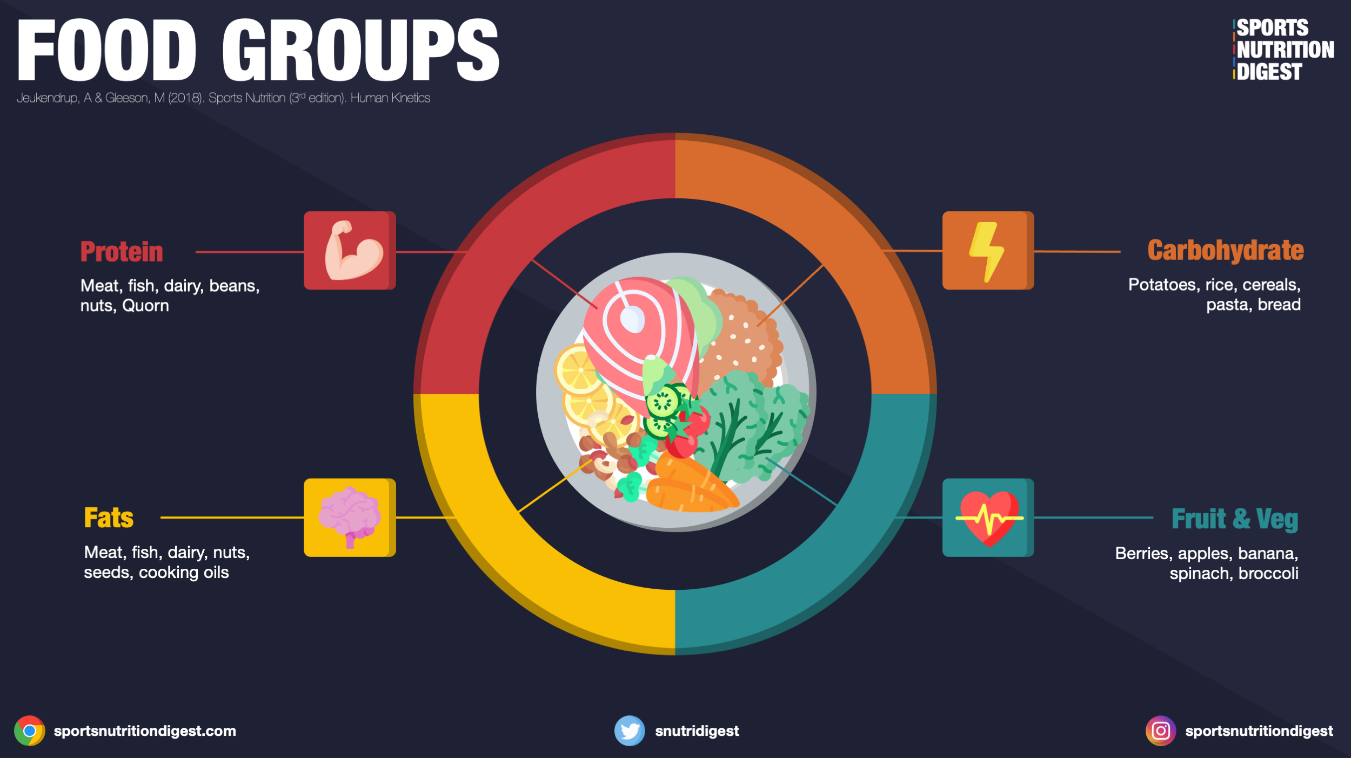 FOOD GROUPS
Jeukendrup, A & Gleeson, M (2018). Sports Nutrition (3rd edition). Human Kinetics
SPORTS
NUTRITION
DIGEST
Protein
Meat, fish, dairy, beans,
nuts, Quorn
Carbohydrate
Potatoes, rice, cereals,
pasta, bread
Fats
Meat, fish, dairy, nuts,
seeds, cooking oils
Fruit & Veg
Berries, apples, banana,
spinach, broccoli
sportsnutritiondigest.com
snutridigest
sportsnutritiondigest